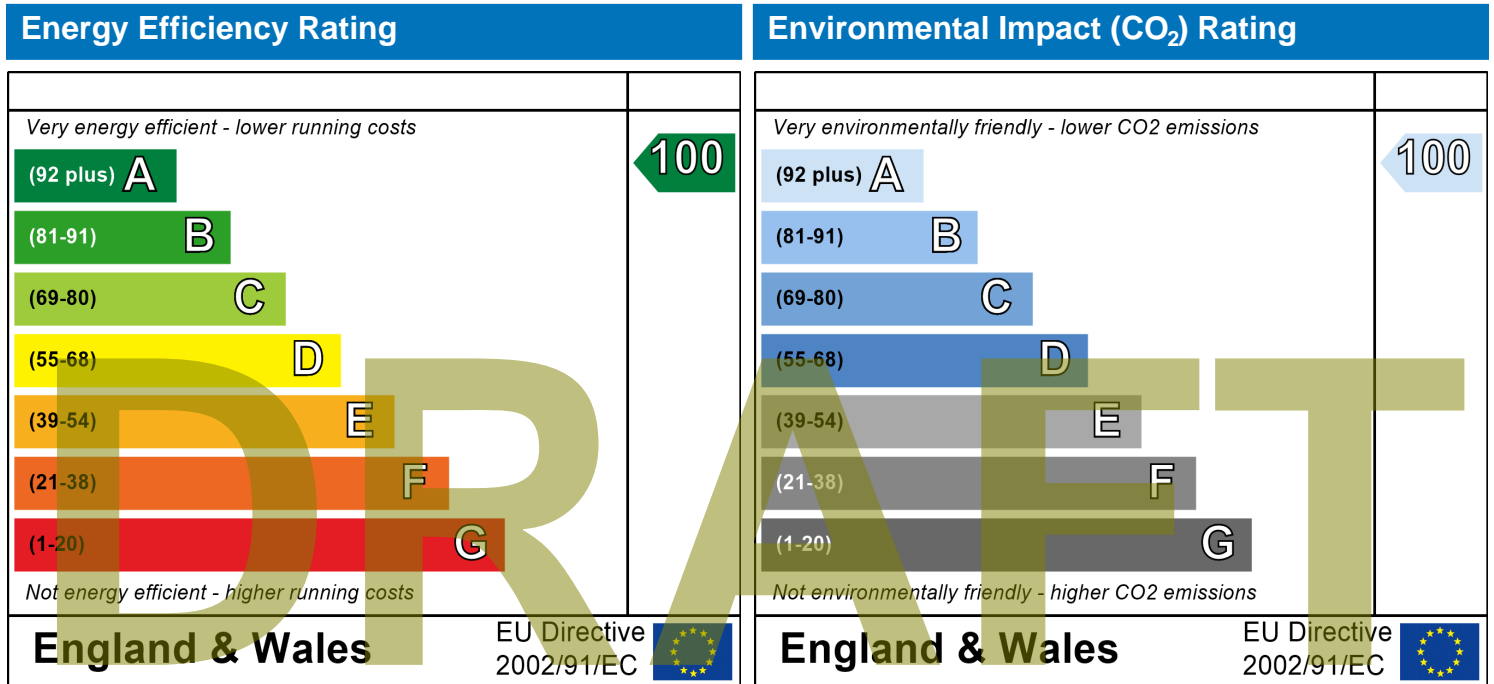 Energy Efficiency Rating
Very energy efficient - lower running costs
(92 plus) A
100
(81-91) B
(69-80) C
(55-68) D
(39-54) E
(21-38) F
(1-20) G
Not energy efficient - higher running costs
England & Wales
EU Directive
2002/91/EC
Environmental Impact (CO₂) Rating
Very environmentally friendly - lower CO2 emissions
(92 plus) A
100
(81-91) B
(69-80) C
(55-68) D
(39-54) E
(21-38) F
(1-20) G
Not environmentally friendly - higher CO2 emissions
England & Wales
EU Directive
2002/91/EC
DRAFT